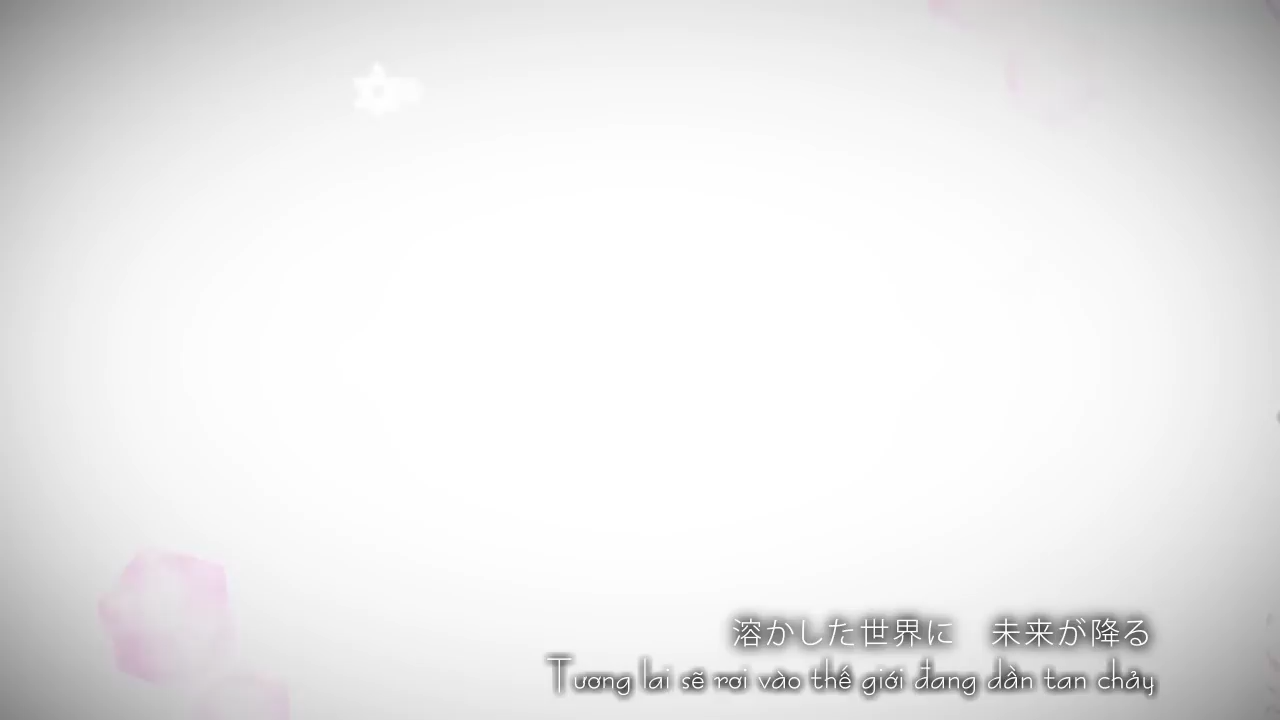 溶かした世界に　未来が降る
Tương lai sẽ rơi vào thế giới đang dần tan chảy